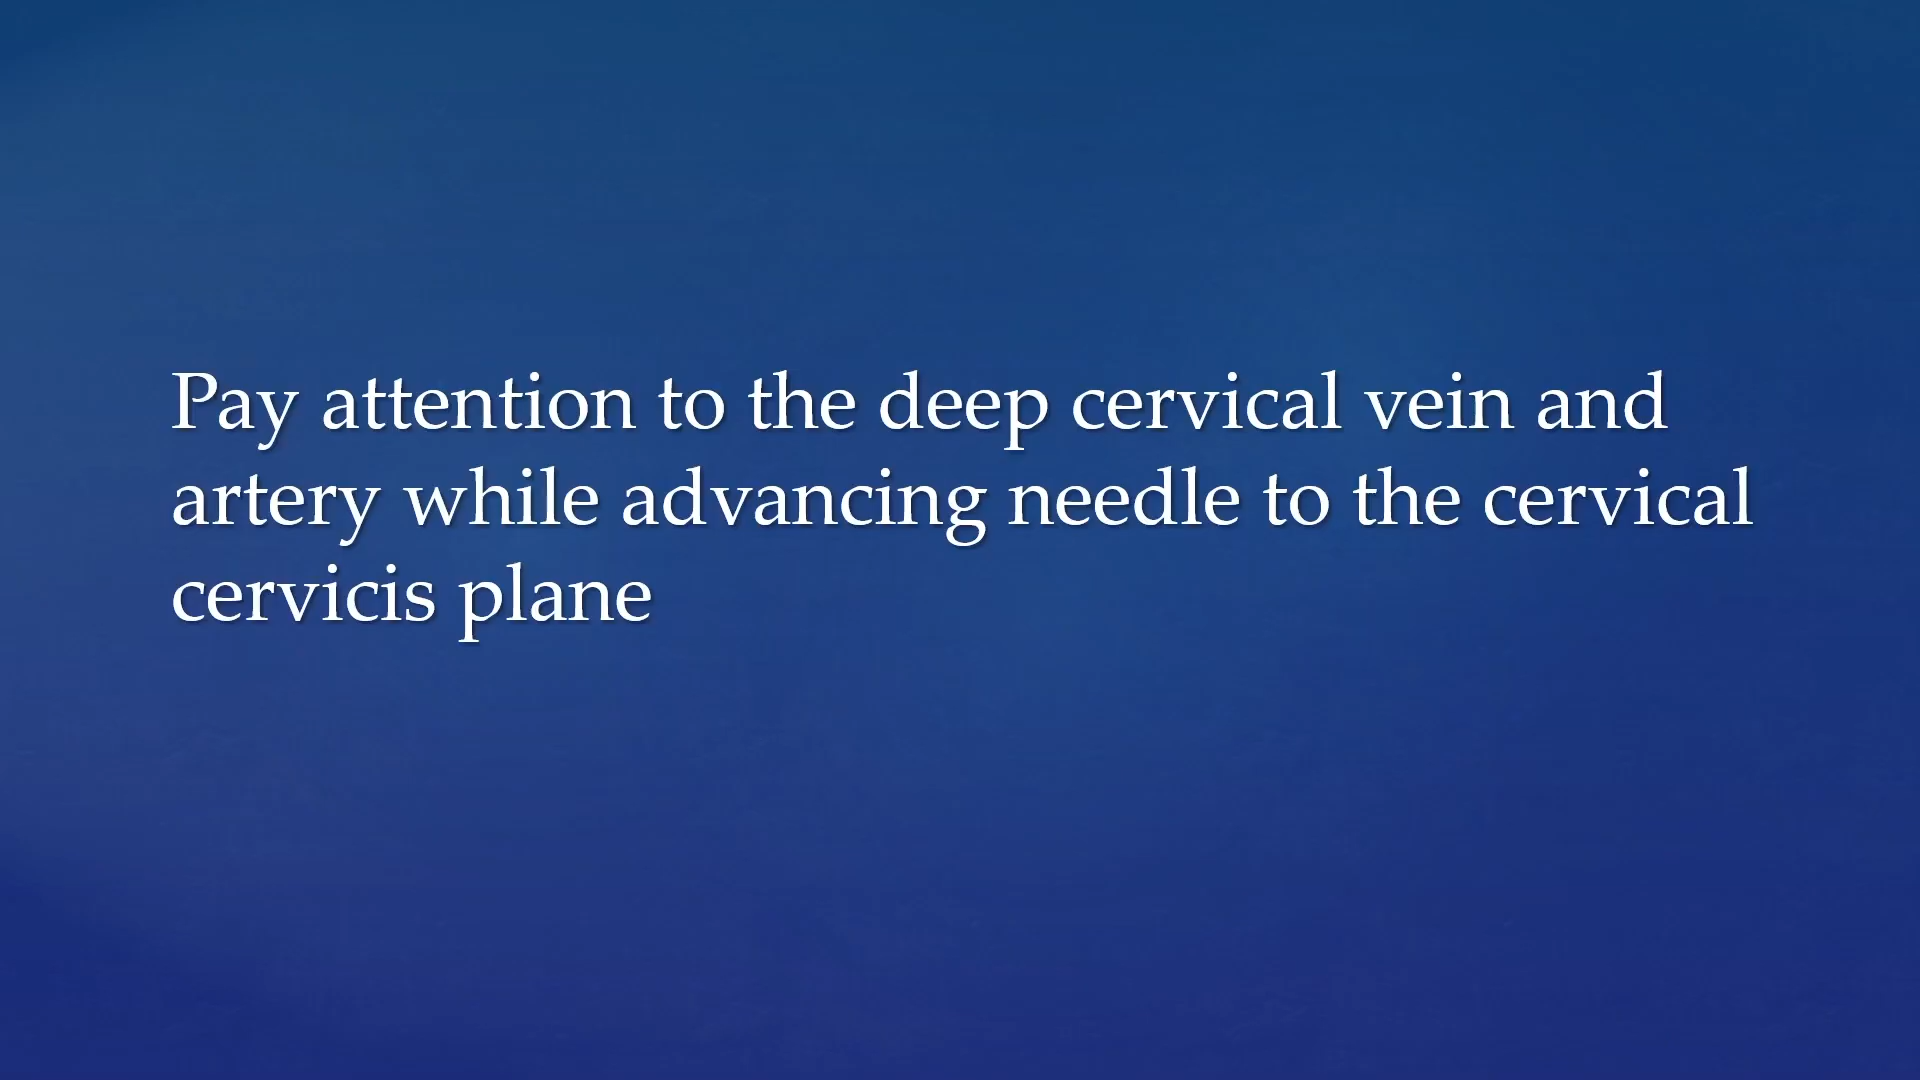 Pay attention to the deep cervical vein and
artery while advancing needle to the cervical
cervicis plane